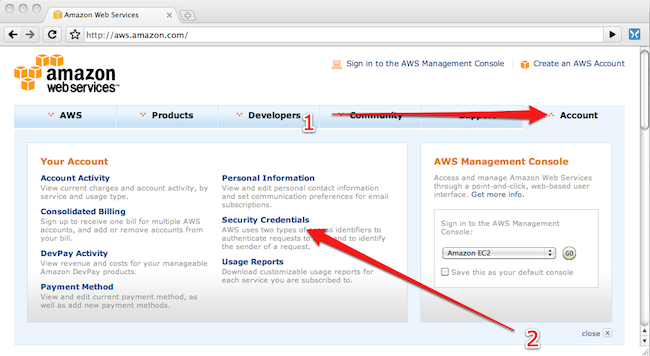 Amazon Web Services
http://aws.amazon.com/
amazon
web services™
Sign in to the AWS Management Console
Create an AWS Account
AWS
Products
Developers
1
Community
Support
Account
Your Account
Account Activity
View current charges and account activity, by
service and usage type.
Consolidated Billing
Sign up to receive one bill for multiple AWS
accounts, and add or remove accounts from
your bill.
DevPay Activity
View revenue and costs for your manageable
Amazon DevPay products.
Payment Method
View and edit current payment method, as
well as add new payment methods.
Personal Information
View and edit personal contact information
and set communication preferences for email
subscriptions.
Security Credentials
AWS uses two types of access identifiers to
authenticate requests to and to identify
the sender of a request.
Usage Reports
Download customizable usage reports for
each service you are subscribed to.
AWS Management Console
Access and manage Amazon Web Services
through a point-and-click, web-based user
interface. Get more info.
Sign in to the AWS Management
Console:
Amazon EC2
GO
Save this as your default console
2
close